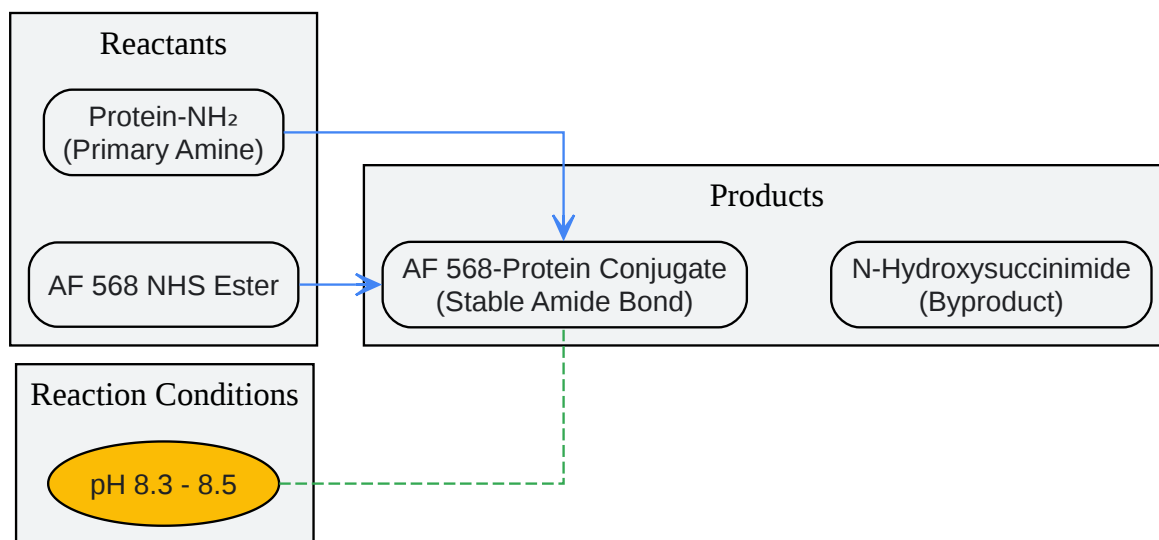 Reactants
Protein-NH₂
(Primary Amine)
AF 568 NHS Ester
Products
AF 568-Protein Conjugate
(Stable Amide Bond)
N-Hydroxysuccinimide
(Byproduct)
Reaction Conditions
pH 8.3 - 8.5